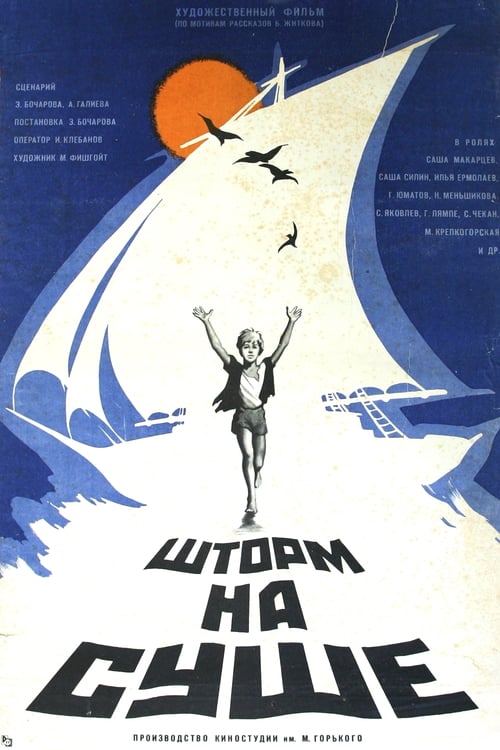 ХУДОЖЕСТВЕННЫЙ ФИЛЬМ
(ПО МОТИВАМ РАССКАЗОВ Б. ЖИТКОВА)
СЦЕНАРИЙ
Э. БОЧАРОВА, А. ГАЛИЕВА
ПОСТАНОВКА Э. БОЧАРОВА
ОПЕРАТОР И. КЛЕБАНОВ
ХУДОЖНИК М. ФИШГОЙТ
В РОЛЯХ
САША МАКАРЦЕВ,
САША СИЛИН, ИЛЬЯ ЕРМОЛАЕВ,
Г. ЮМАТОВ, Н. МЕНЬШИКОВА,
С. ЯКОВЛЕВ, Г. ЛЯМПЕ, С. ЧЕКАН,
М. КРЕПКОГОРСКАЯ
И ДР.
ШТОРМ
НА
СУШЕ
ПРОИЗВОДСТВО КИНОСТУДИИ ИМ. М. ГОРЬКОГО